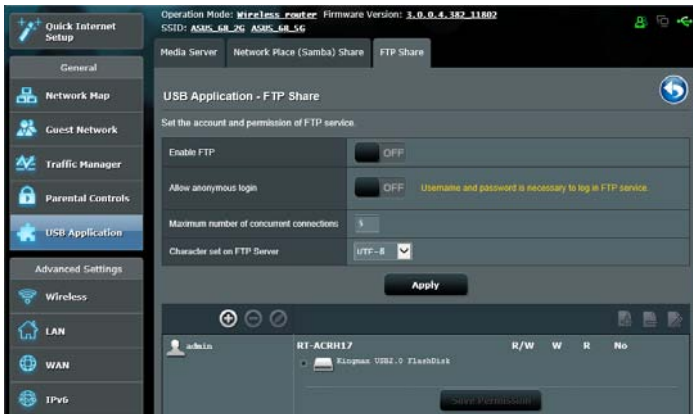 Quick Internet Setup
Operation Mode: Wireless router Firmware Version: 3.0.0.4.382_11802
SSID: ASUS_68_2G ASUS_68_5G
Media Server Network Place (Samba) Share FTP Share
General
Network Map
Guest Network
Traffic Manager
Parental Controls
USB Application
Advanced Settings
Wireless
LAN
WAN
IPv6
USB Application - FTP Share
Set the account and permission of FTP service.
Enable FTP OFF
Allow anonymous login OFF Username and password is necessary to log in FTP service.
Maximum number of concurrent connections 5
Character set on FTP Server UTF-8
Apply
admin
RT-ACRH17 R/W W R No
Kingmax USB2.0 FlashDisk
Save Permission